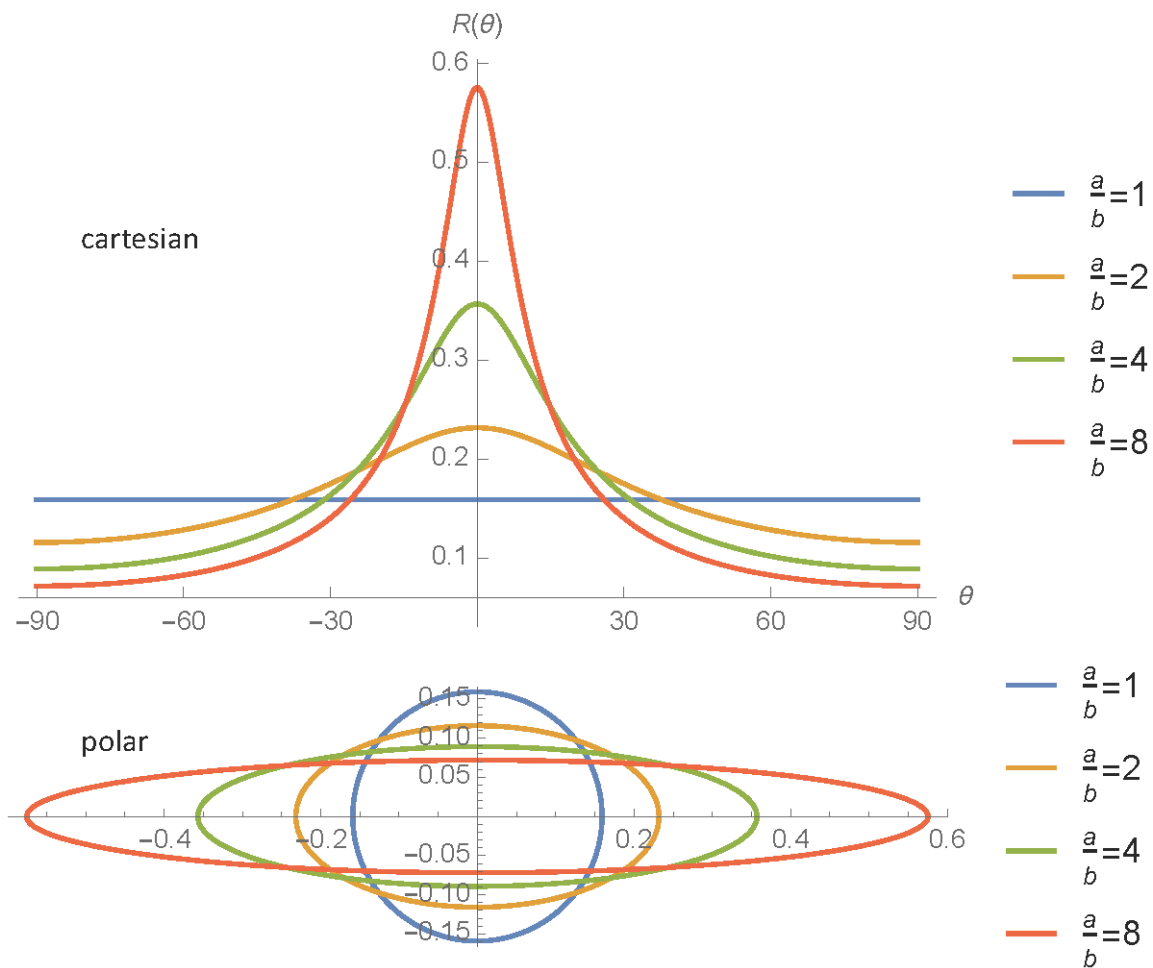 R(θ)
0.6
0.5
0.4
0.3
0.2
0.1
cartesian
−90 −60 −30 30 60 90 θ
a/b=1
a/b=2
a/b=4
a/b=8
polar
0.15
0.10
0.05
−0.4 −0.2 0.2 0.4 0.6
−0.05
−0.10
−0.15
a/b=1
a/b=2
a/b=4
a/b=8